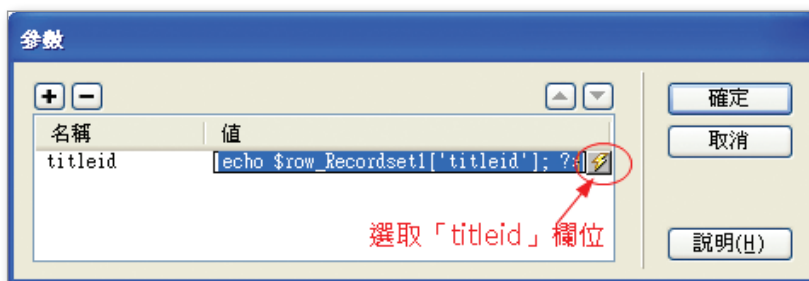 參數
確定
名稱 值
取消
titleid echo $row_Recordset1['titleid']; ?>
選取「titleid」欄位
說明(H)